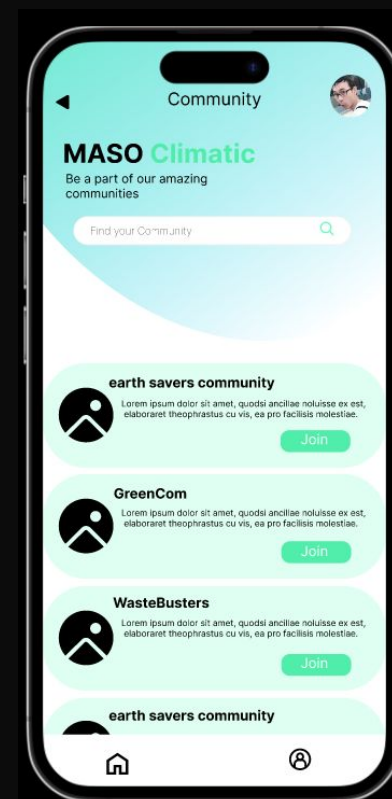 Community
MASO Climatic
Be a part of our amazing
communities
Find your Community
earth savers community
Lorem ipsum dolor sit amet, quodsi ancillae noluisse ex est,
elaboraret theophrastus cu vis, ea pro facilisis molestiae.
Join
GreenCom
Lorem ipsum dolor sit amet, quodsi ancillae noluisse ex est,
elaboraret theophrastus cu vis, ea pro facilisis molestiae.
Join
WasteBusters
Lorem ipsum dolor sit amet, quodsi ancillae noluisse ex est,
elaboraret theophrastus cu vis, ea pro facilisis molestiae.
Join
earth savers community